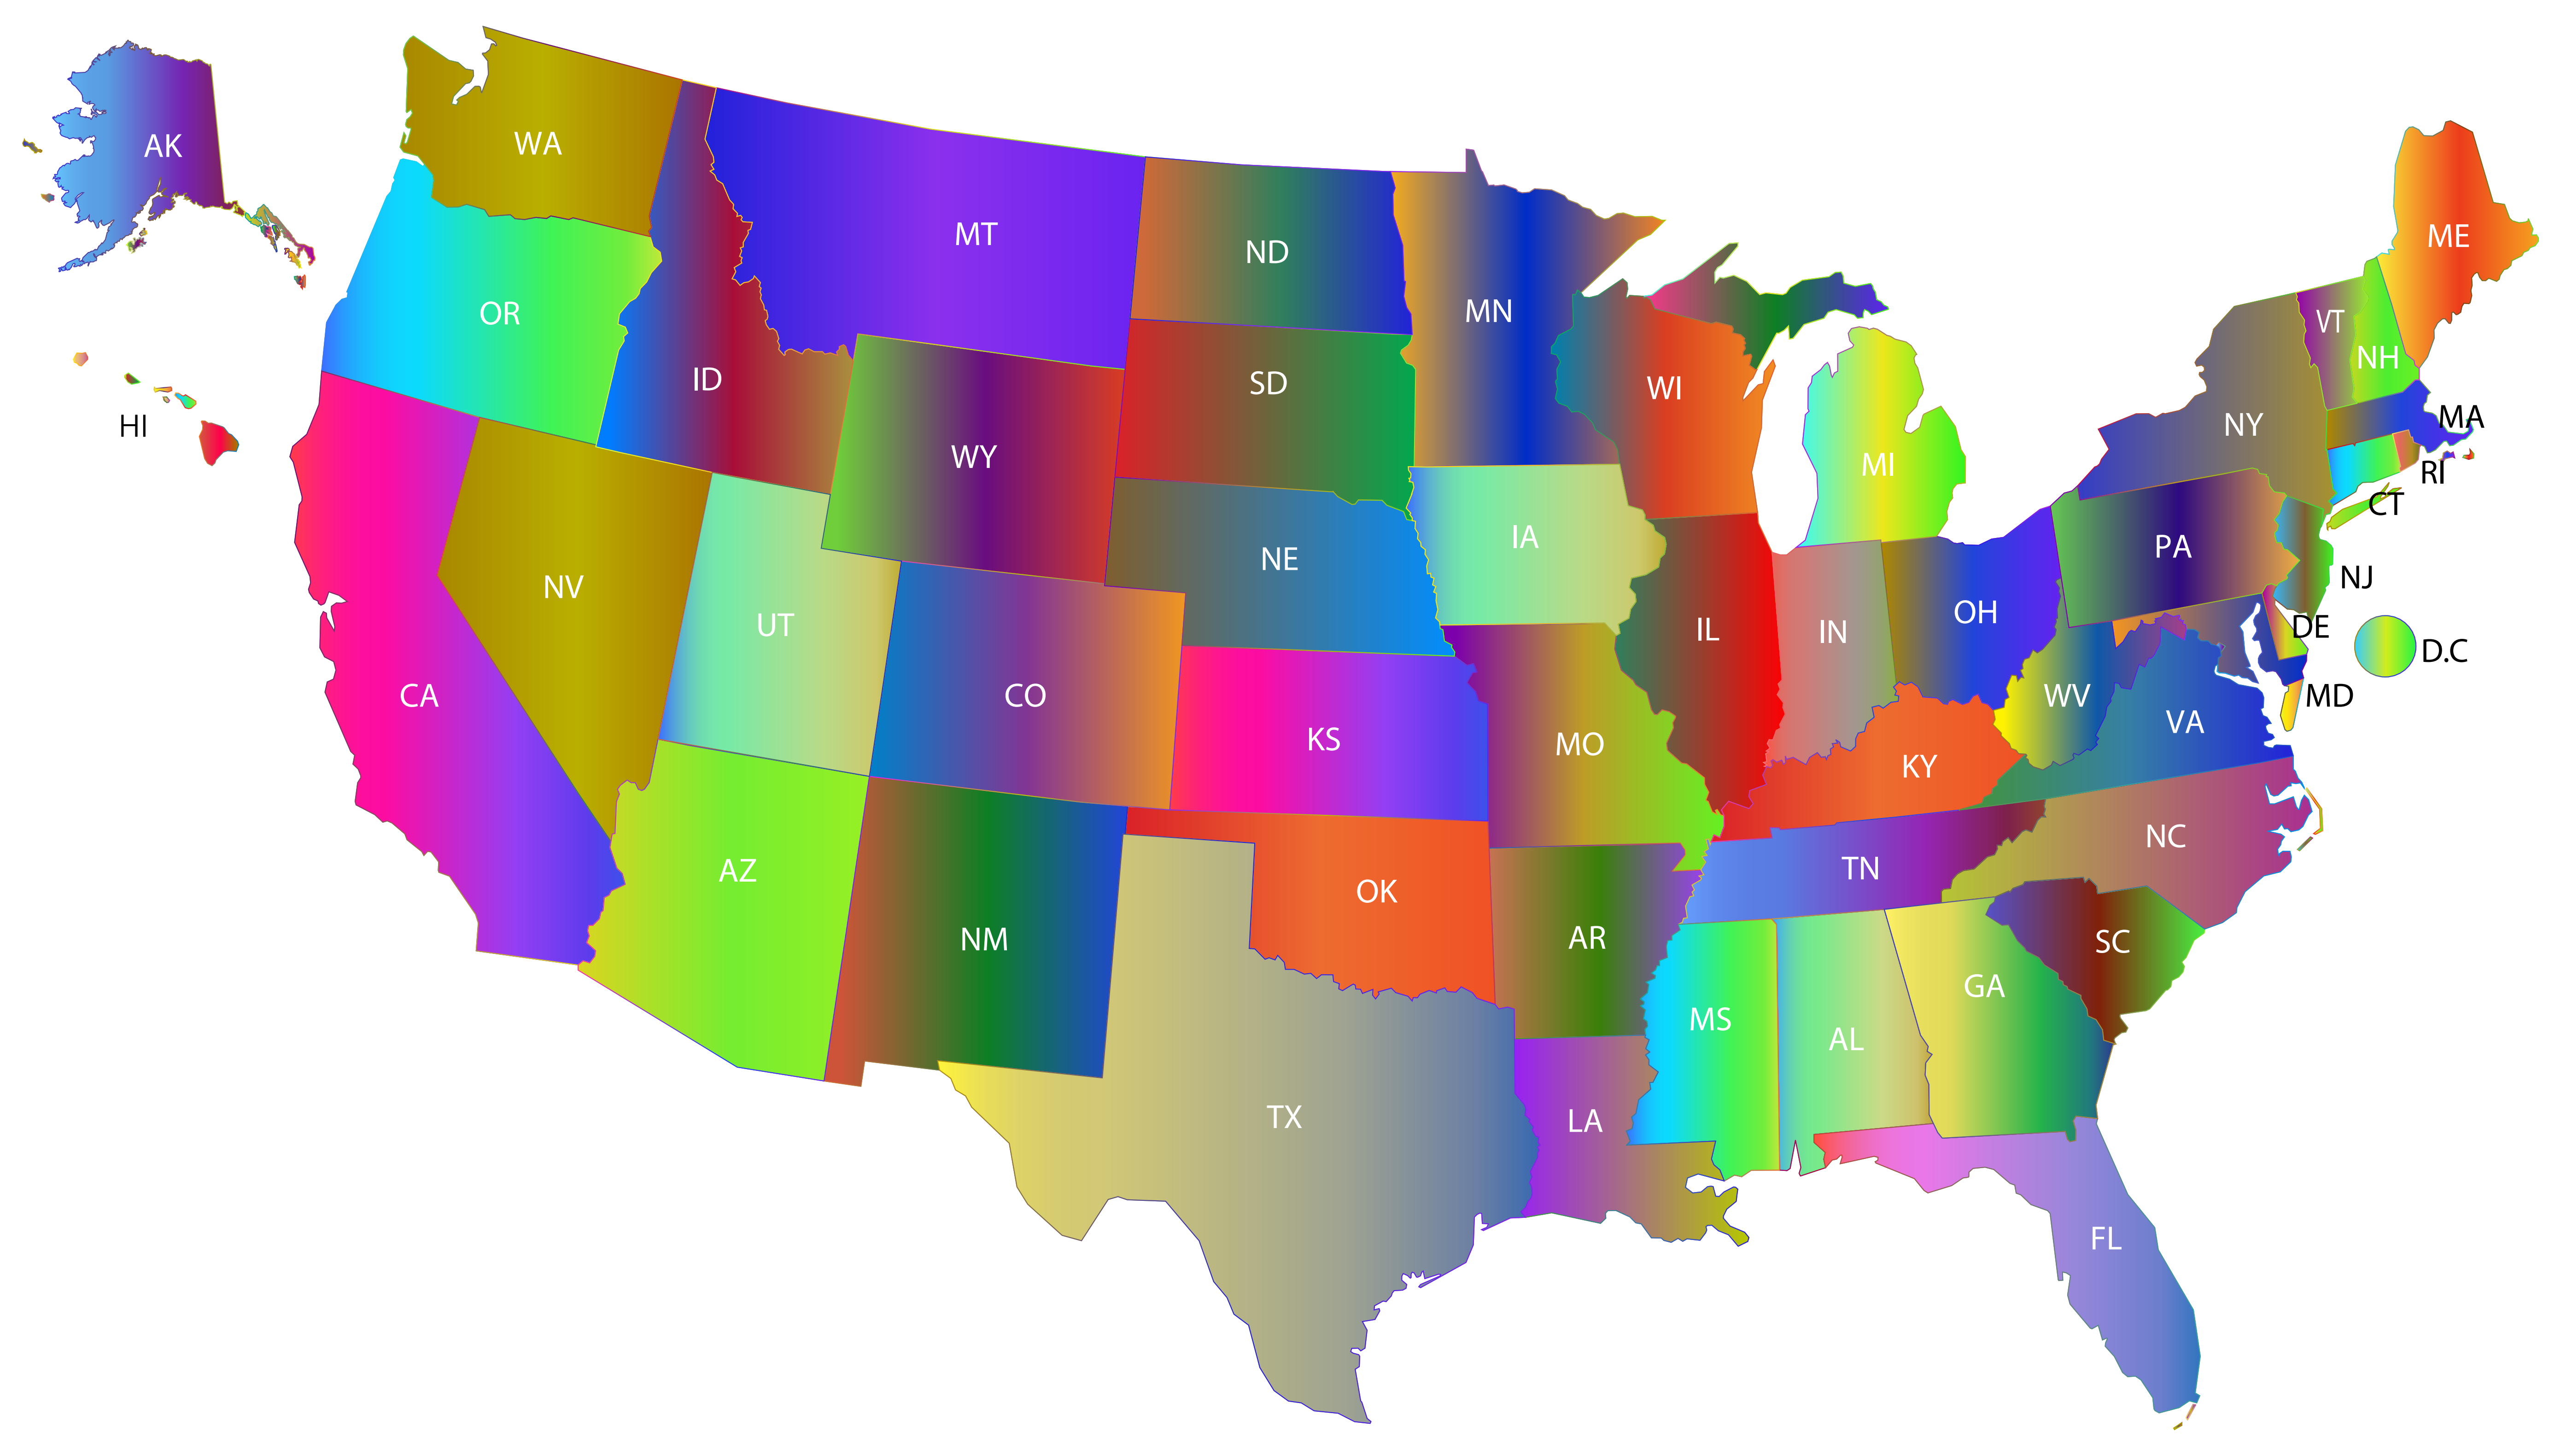 AK
WA
MT
ND
MN
ME
OR
ID
SD
WI
VT
NH
HI
WY
MI
NY
MA
RI
CT
NV
UT
NE
IA
IL
IN
OH
PA
NJ
DE
D.C
CA
CO
KS
MO
KY
WV
VA
MD
AZ
NM
OK
AR
TN
NC
SC
TX
LA
MS
AL
GA
FL